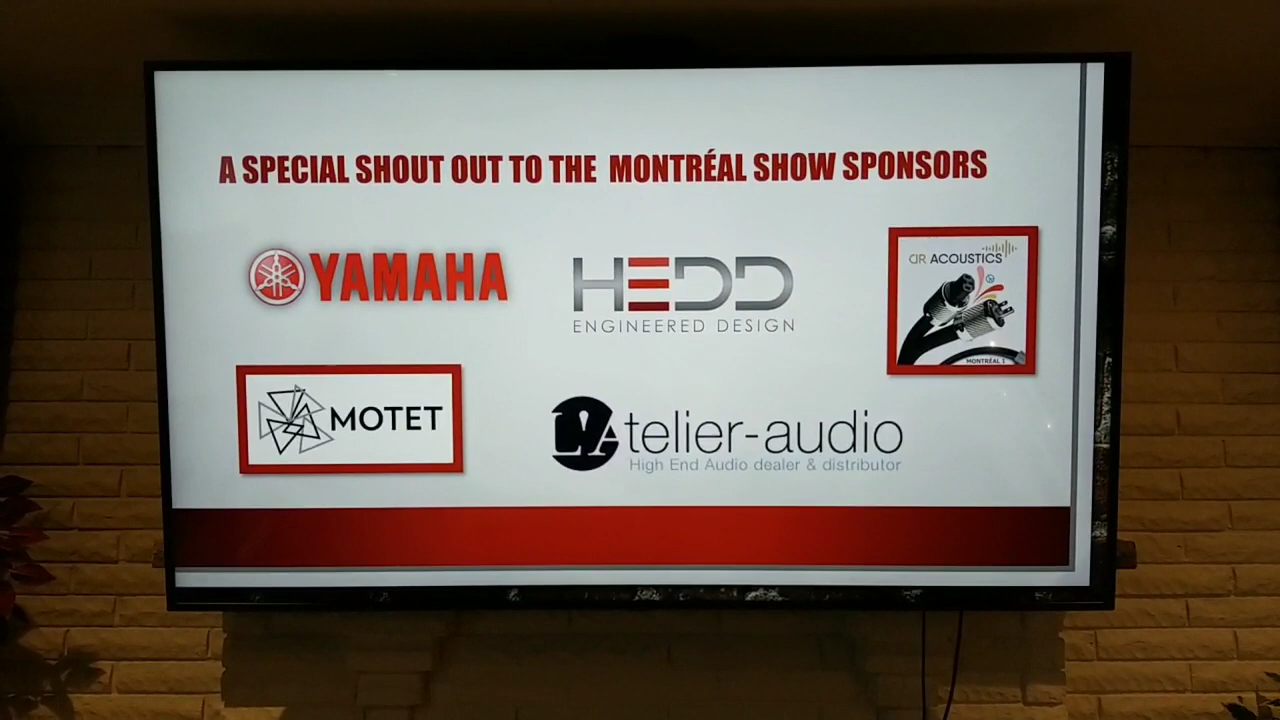 A SPECIAL SHOUT OUT TO THE MONTRÉAL SHOW SPONSORS
YAMAHA
HEDD
ENGINEERED DESIGN
ACOUSTICS
MONTRÉAL
MOTET
L'Atelier-audio
High End Audio dealer & distributor